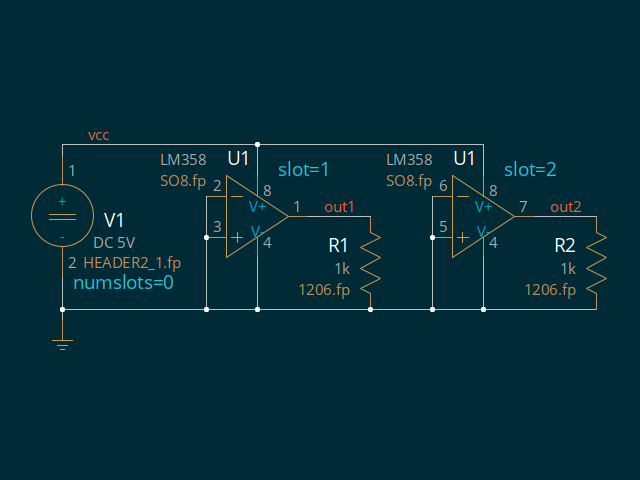 vcc
1
+
-
V1
DC 5V
2 HEADER2_1.fp
numslots=0
LM358 U1
SO8.fp
slot=1
2
3
8
V+
V-
4
1
out1
R1
1k
1206.fp
LM358 U1
SO8.fp
slot=2
6
5
8
V+
V-
4
7
out2
R2
1k
1206.fp